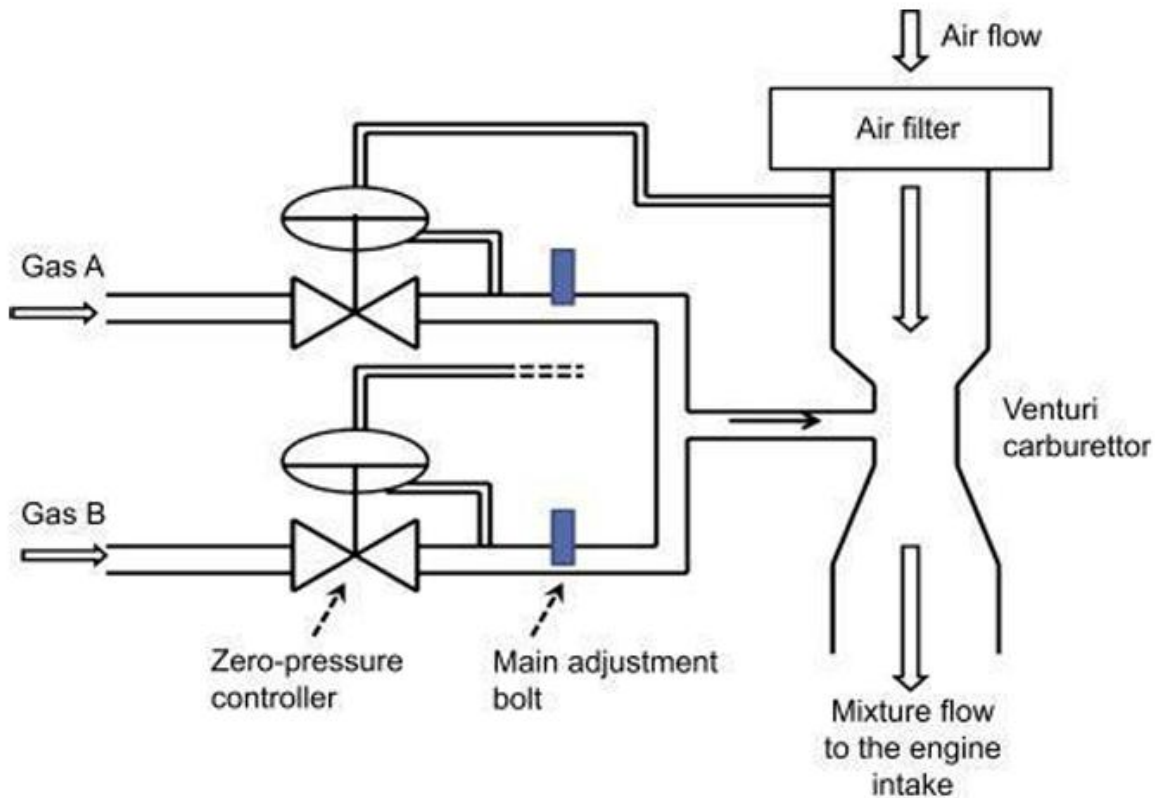 Air flow
Air filter
Gas A
Venturi
carburettor
Gas B
Zero-pressure
controller
Main adjustment
bolt
Mixture flow
to the engine
intake